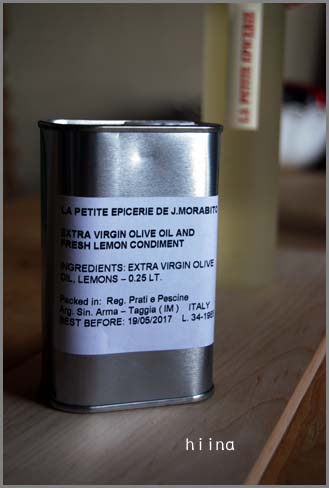 LA PETITE EPICERIE DE J.MORABITO
EXTRA VIRGIN OLIVE OIL AND
FRESH LEMON CONDIMENT
INGREDIENTS: EXTRA VIRGIN OLIVE
OIL, LEMONS – 0.25 LT.
Packed in: Reg. Prati e Pescine
Arg. Sin. Arma – Taggia ( IM ) ITALY
BEST BEFORE: 19/05/2017 L. 34-195
hiina